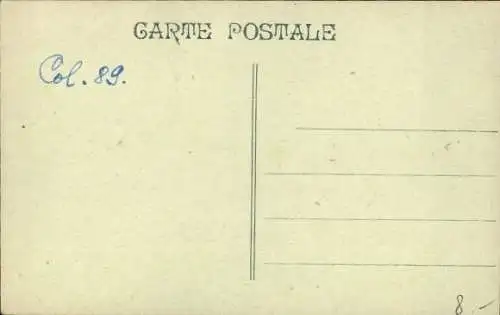 CARTE POSTALE
Col. 89.
8.-